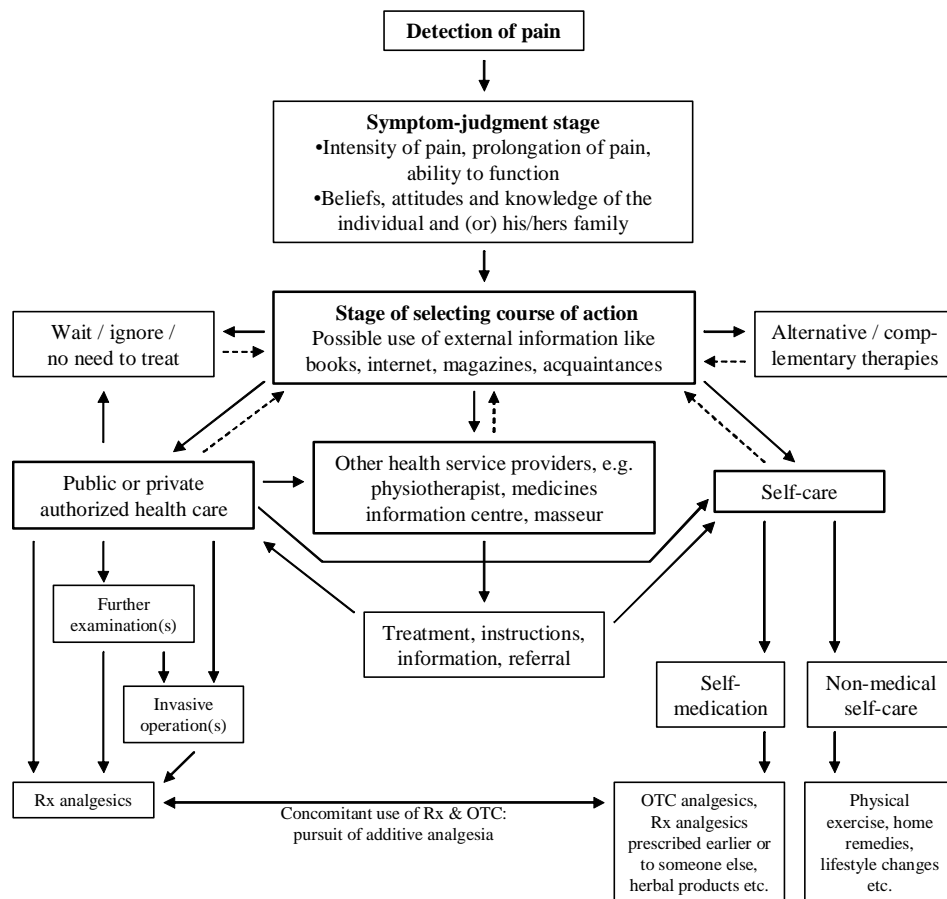 Detection of pain
Symptom-judgment stage
•Intensity of pain, prolongation of pain,
ability to function
•Beliefs, attitudes and knowledge of the
individual and (or) his/hers family
Wait / ignore /
no need to treat
Stage of selecting course of action
Possible use of external information like
books, internet, magazines, acquaintances
Alternative / comp-
lementary therapies
Public or private
authorized health care
Other health service providers, e.g.
physiotherapist, medicines
information centre, masseur
Self-care
Further
examination(s)
Treatment, instructions,
information, referral
Invasive
operation(s)
Self-
medication
Non-medical
self-care
Rx analgesics
Concomitant use of Rx & OTC:
pursuit of additive analgesia
OTC analgesics,
Rx analgesics
prescribed earlier or
to someone else,
herbal products etc.
Physical
exercise, home
remedies,
lifestyle changes
etc.